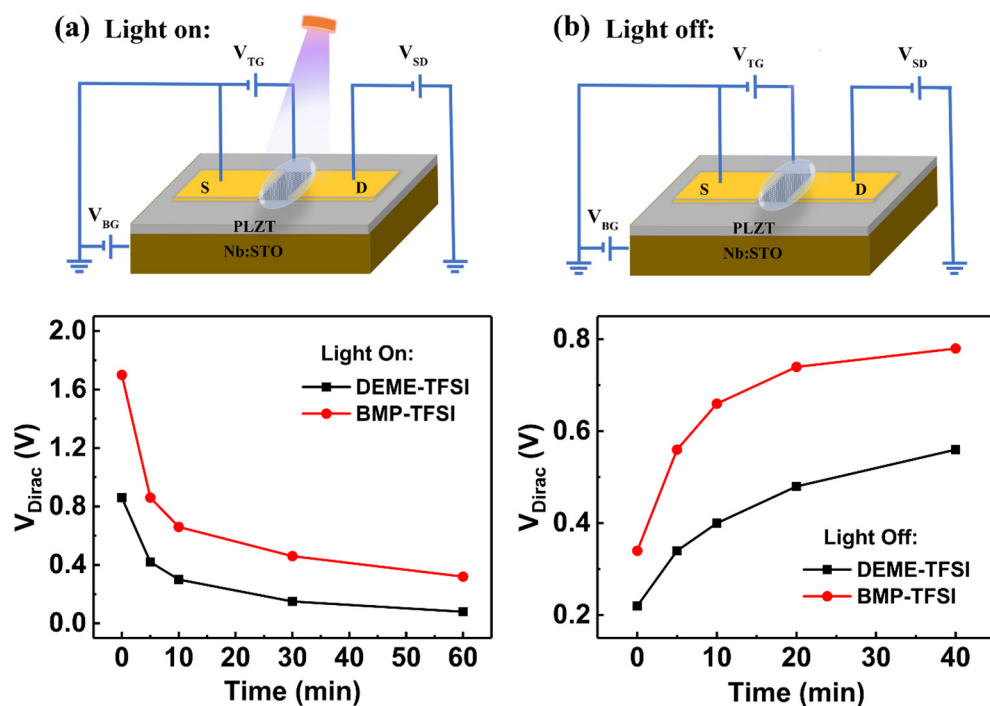 (a) Light on:
V_TG
V_SD
S
D
V_BG
PLZT
Nb:STO
(b) Light off:
V_TG
V_SD
S
D
V_BG
PLZT
Nb:STO
2.0
1.6
1.2
0.8
0.4
0.0
V_Dirac (V)
Light On:
DEME-TFSI
BMP-TFSI
0 10 20 30 40 50 60
Time (min)
0.8
0.6
0.4
0.2
V_Dirac (V)
Light Off:
DEME-TFSI
BMP-TFSI
0 10 20 30 40
Time (min)